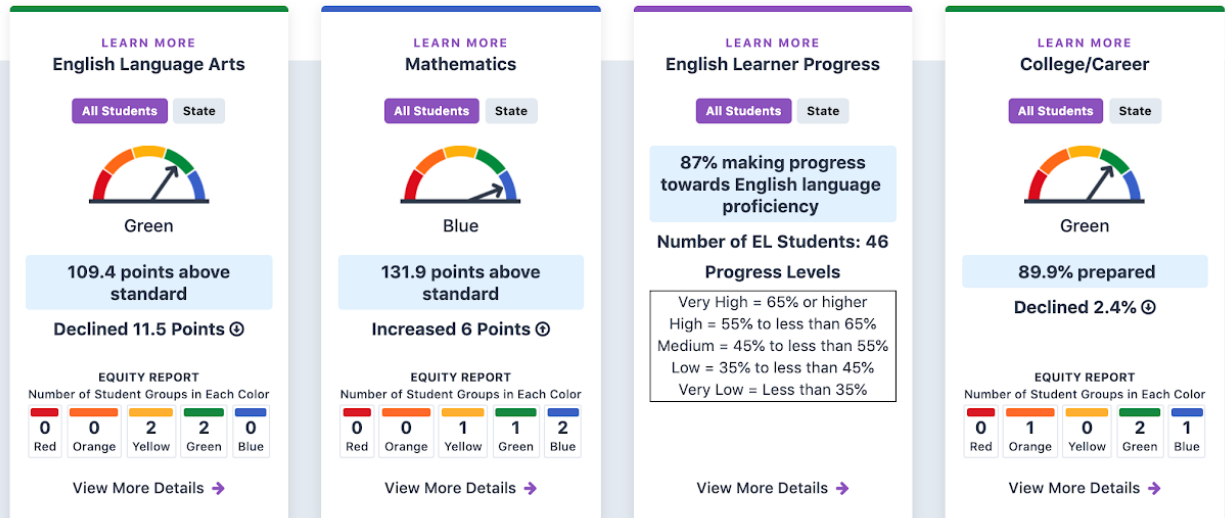 LEARN MORE
English Language Arts
All Students State
Green
109.4 points above
standard
Declined 11.5 Points
EQUITY REPORT
Number of Student Groups in Each Color
0 0 2 2 0
Red Orange Yellow Green Blue
View More Details
LEARN MORE
Mathematics
All Students State
Blue
131.9 points above
standard
Increased 6 Points
EQUITY REPORT
Number of Student Groups in Each Color
0 0 1 1 2
Red Orange Yellow Green Blue
View More Details
LEARN MORE
English Learner Progress
All Students State
87% making progress
towards English language
proficiency
Number of EL Students: 46
Progress Levels
Very High = 65% or higher
High = 55% to less than 65%
Medium = 45% to less than 55%
Low = 35% to less than 45%
Very Low = Less than 35%
View More Details
LEARN MORE
College/Career
All Students State
Green
89.9% prepared
Declined 2.4%
EQUITY REPORT
Number of Student Groups in Each Color
0 1 0 2 1
Red Orange Yellow Green Blue
View More Details